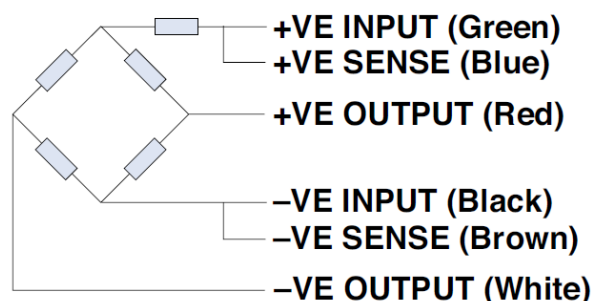 +VE INPUT (Green)
+VE SENSE (Blue)
+VE OUTPUT (Red)
–VE INPUT (Black)
–VE SENSE (Brown)
–VE OUTPUT (White)